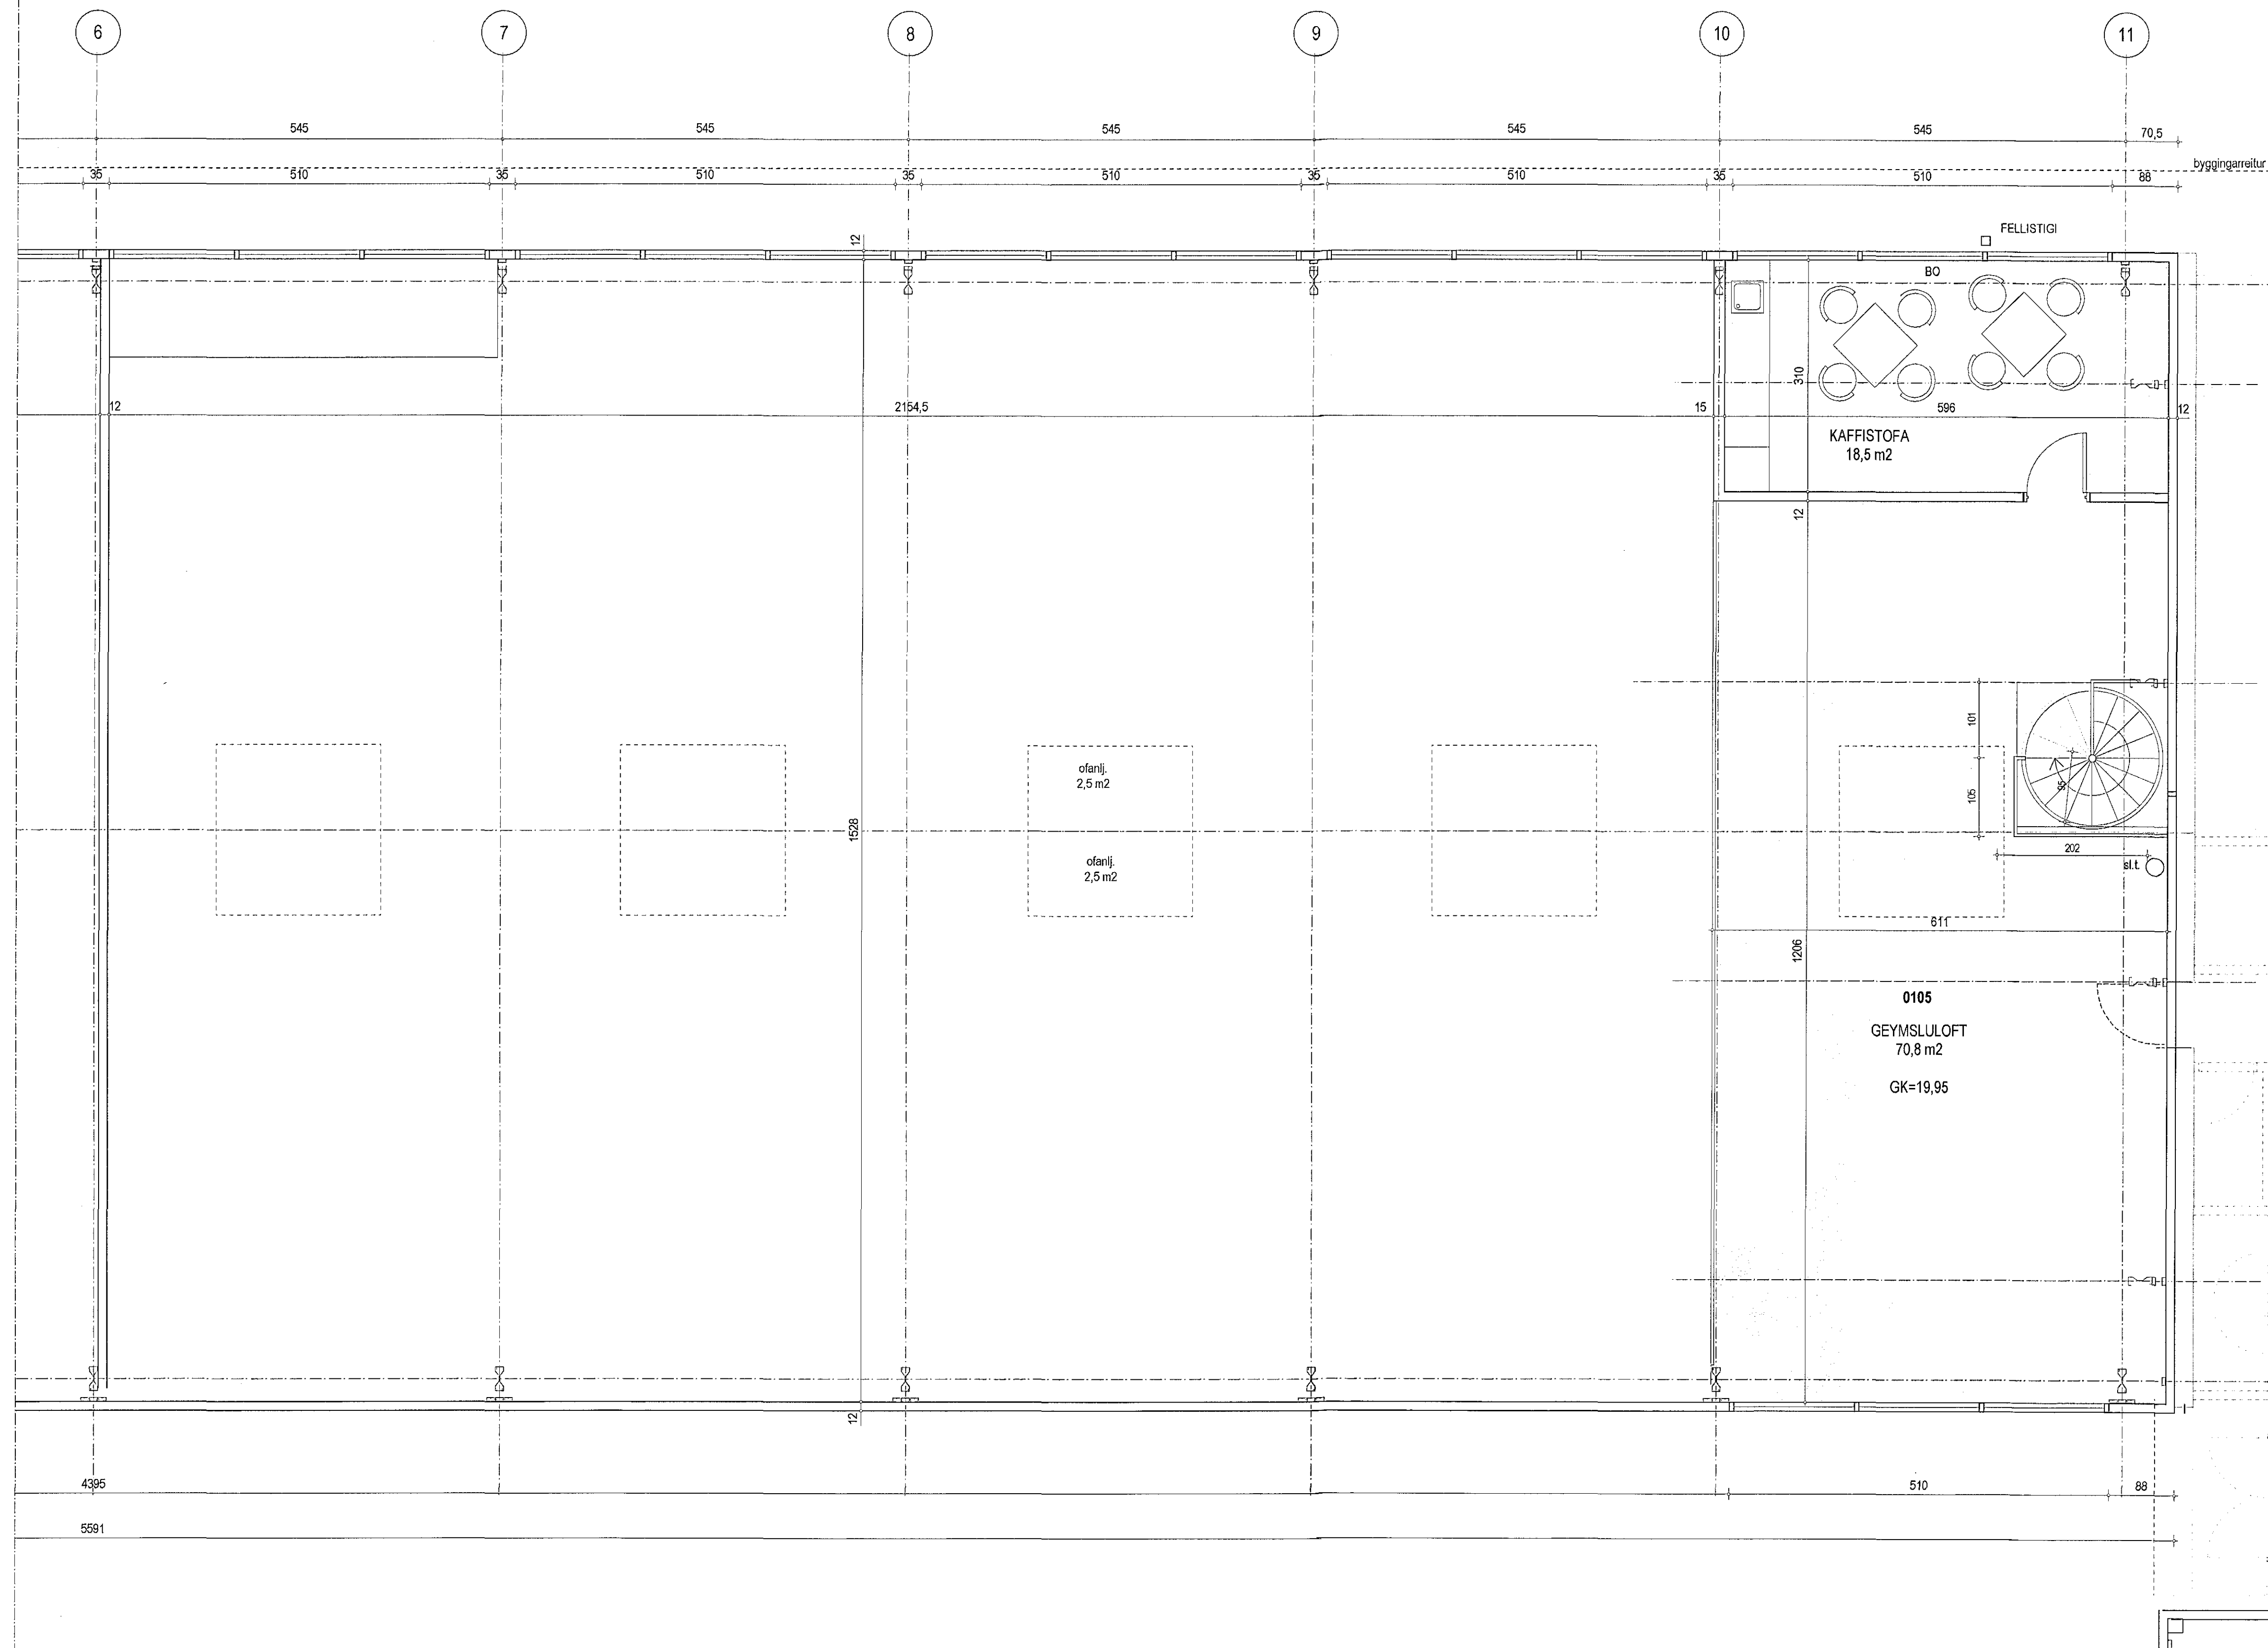 6 7 8 9 10 11
545 545 545 545 545 70,5
byggingarreitur
35 510 35 510 35 510 35 510 35 510 88
FELLISTIGI
12
BO
310
12 2154,5 15 596 12
KAFFISTOFA
18,5 m2
12
101
ofanlj.
2,5 m2
95
105
1528
202
ofanlj.
2,5 m2
sl.t.
611
1206
0105
GEYMSLULOFT
70,8 m2
GK=19,95
12
4395 510 88
5591